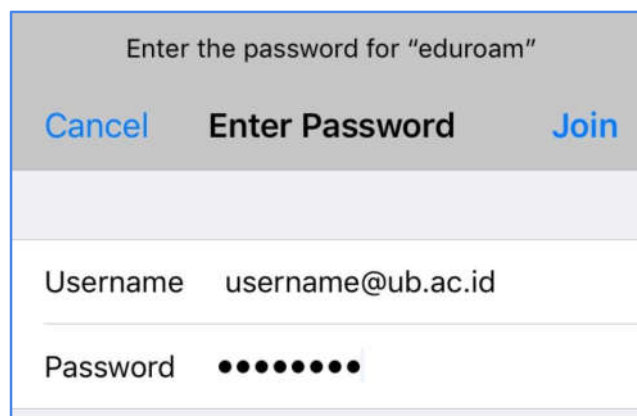 Enter the password for “eduroam”
Cancel Enter Password Join
Username username@ub.ac.id
Password ••••••••